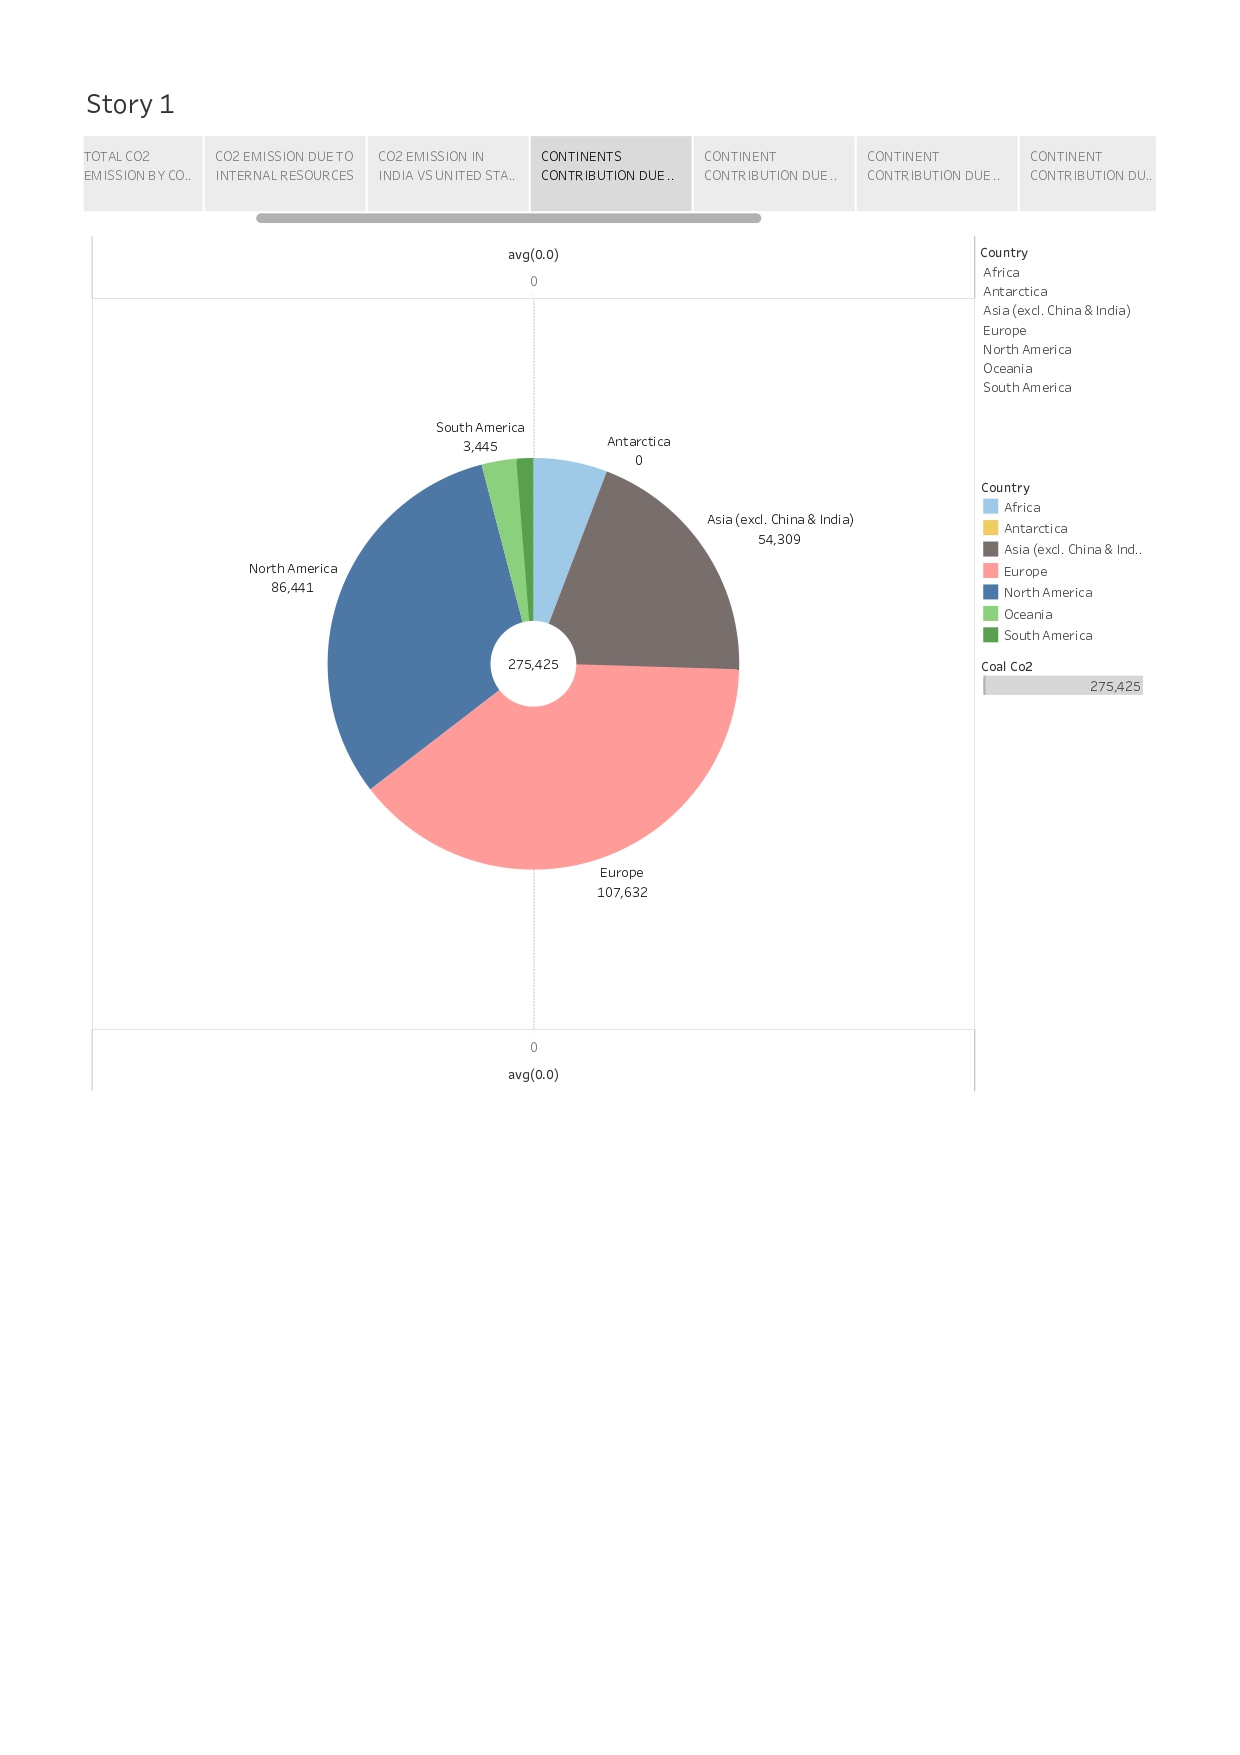 Story 1
TOTAL CO2
EMISSION BY CO..
CO2 EMISSION DUE TO
INTERNAL RESOURCES
CO2 EMISSION IN
INDIA VS UNITED STA..
CONTINENTS
CONTRIBUTION DUE ..
CONTINENT
CONTRIBUTION DUE ..
CONTINENT
CONTRIBUTION DUE ..
CONTINENT
CONTRIBUTION DU..
avg(0.0)
0
South America
3,445
Antarctica
0
Asia (excl. China & India)
54,309
North America
86,441
275,425
Europe
107,632
0
avg(0.0)
Country
Africa
Antarctica
Asia (excl. China & India)
Europe
North America
Oceania
South America
Country
Africa
Antarctica
Asia (excl. China & Ind..
Europe
North America
Oceania
South America
Coal Co2
275,425